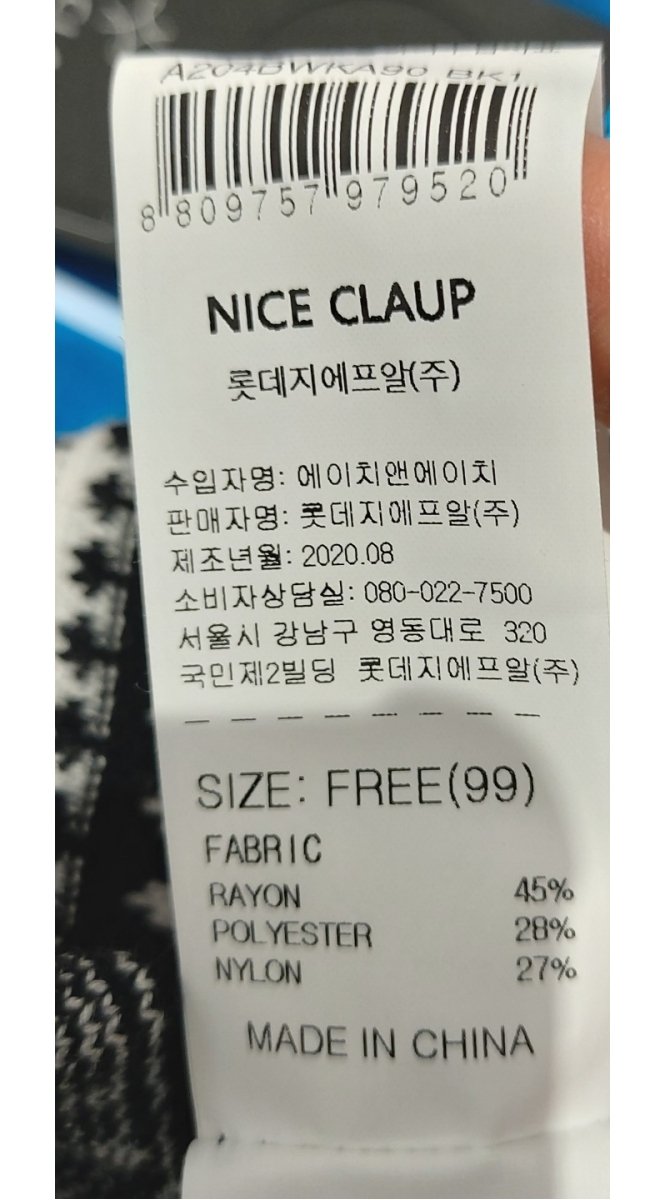 A204BWKA90 BK1
8 809757 979520
NICE CLAUP
롯데지에프알(주)
수입자명: 에이치앤에이치
판매자명: 롯데지에프알(주)
제조년월: 2020.08
소비자상담실: 080-022-7500
서울시 강남구 영동대로 320
국민제2빌딩 롯데지에프알(주)
SIZE: FREE(99)
FABRIC
RAYON 45%
POLYESTER 28%
NYLON 27%
MADE IN CHINA